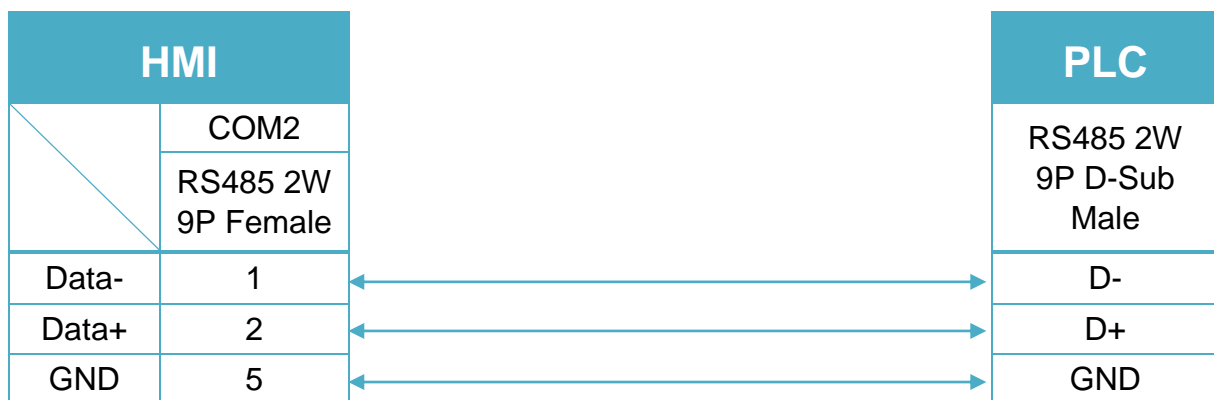 HMI
PLC
COM2
RS485 2W
9P Female
RS485 2W
9P D-Sub
Male
Data- 1 D-
Data+ 2 D+
GND 5 GND